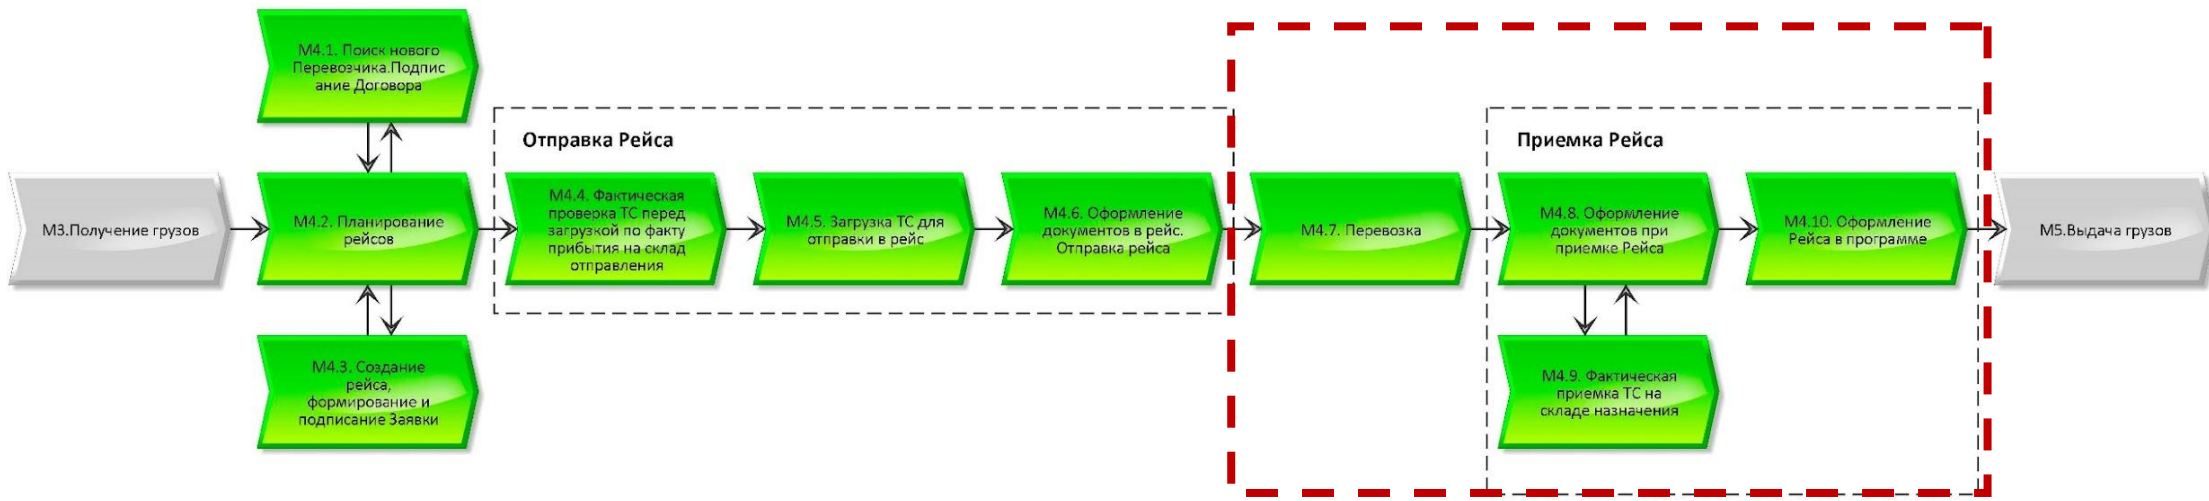 М4.1. Поиск нового
Перевозчика.Подпис
ание Договора
Отправка Рейса
Приемка Рейса
М3.Получение грузов
М4.2. Планирование
рейсов
М4.4. Фактическая
проверка ТС перед
загрузкой по факту
прибытия на склад
отправления
М4.5. Загрузка ТС для
отправки в рейс
М4.6. Оформление
документов в рейс.
Отправка рейса
М4.7. Перевозка
М4.8. Оформление
документов при
приемке Рейса
М4.10. Оформление
Рейса в программе
М5.Выдача грузов
М4.3. Создание
рейса,
формирование и
подписание Заявки
М4.9. Фактическая
приемка ТС на
складе назначения